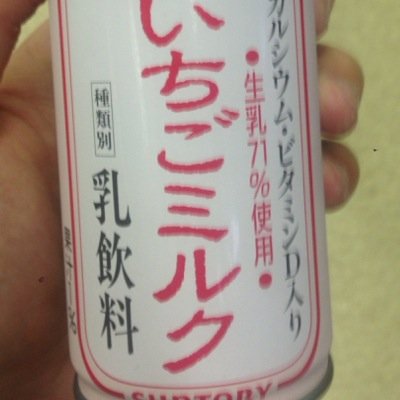 カルシウム・ビタミンD入り
●生乳71%使用●
いちごミルク
種類別
乳飲料
SUNTORY